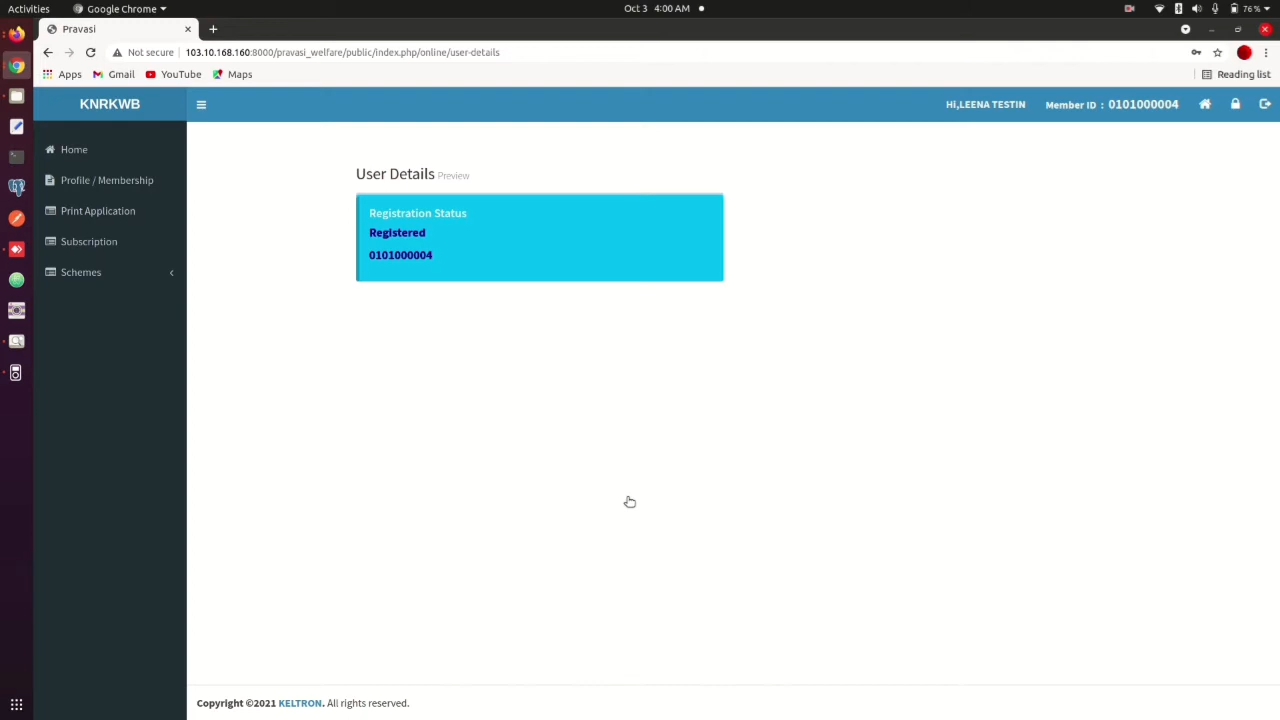 Activities
Google Chrome
Oct 3 4:00 AM
76%
Pravasi
Not secure
103.10.168.160:8000/pravasi_welfare/public/index.php/online/user-details
Apps
Gmail
YouTube
Maps
Reading list
KNRKWB
Hi,LEENA TESTIN
Member ID : 0101000004
Home
Profile / Membership
Print Application
Subscription
Schemes
User Details Preview
Registration Status
Registered
0101000004
Copyright ©2021 KELTRON. All rights reserved.